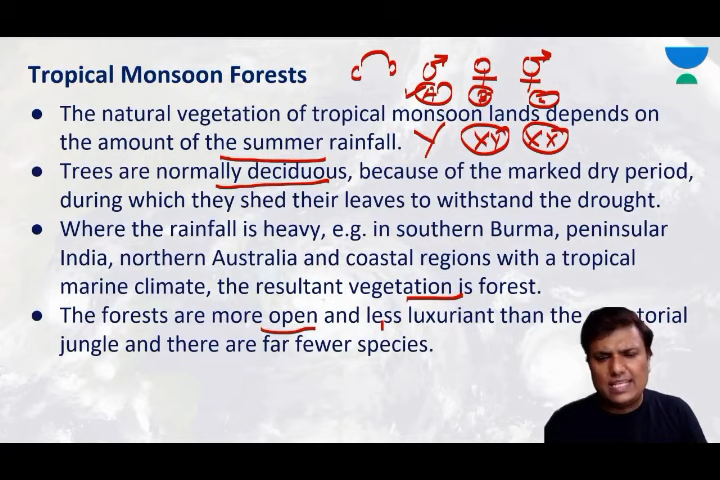 Tropical Monsoon Forests
A B C
● The natural vegetation of tropical monsoon lands depends on
the amount of the summer rainfall.
Y XY XX
● Trees are normally deciduous, because of the marked dry period,
during which they shed their leaves to withstand the drought.
● Where the rainfall is heavy, e.g. in southern Burma, peninsular
India, northern Australia and coastal regions with a tropical
marine climate, the resultant vegetation is forest.
● The forests are more open and less luxuriant than the
jungle and there are far fewer species.